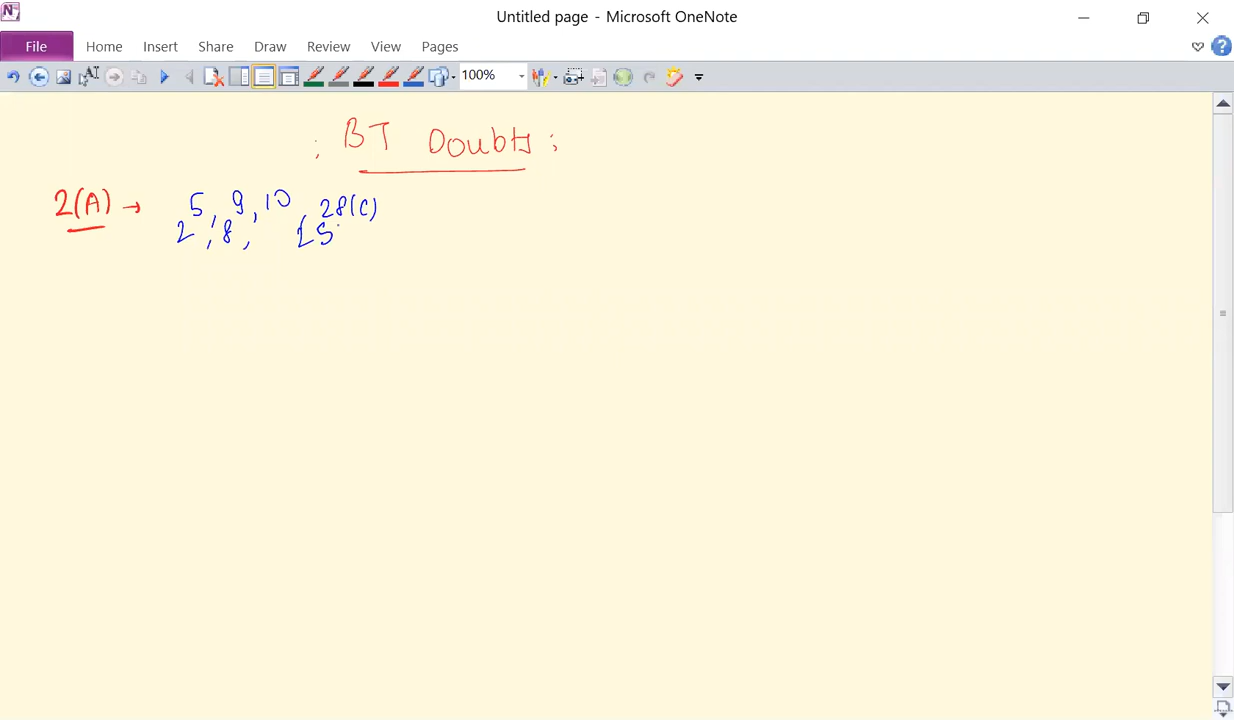 Untitled page - Microsoft OneNote
File Home Insert Share Draw Review View Pages
100%
: BT Doubts :
2(A) → 5, 9, 10, 28(C)
2, 8, 25